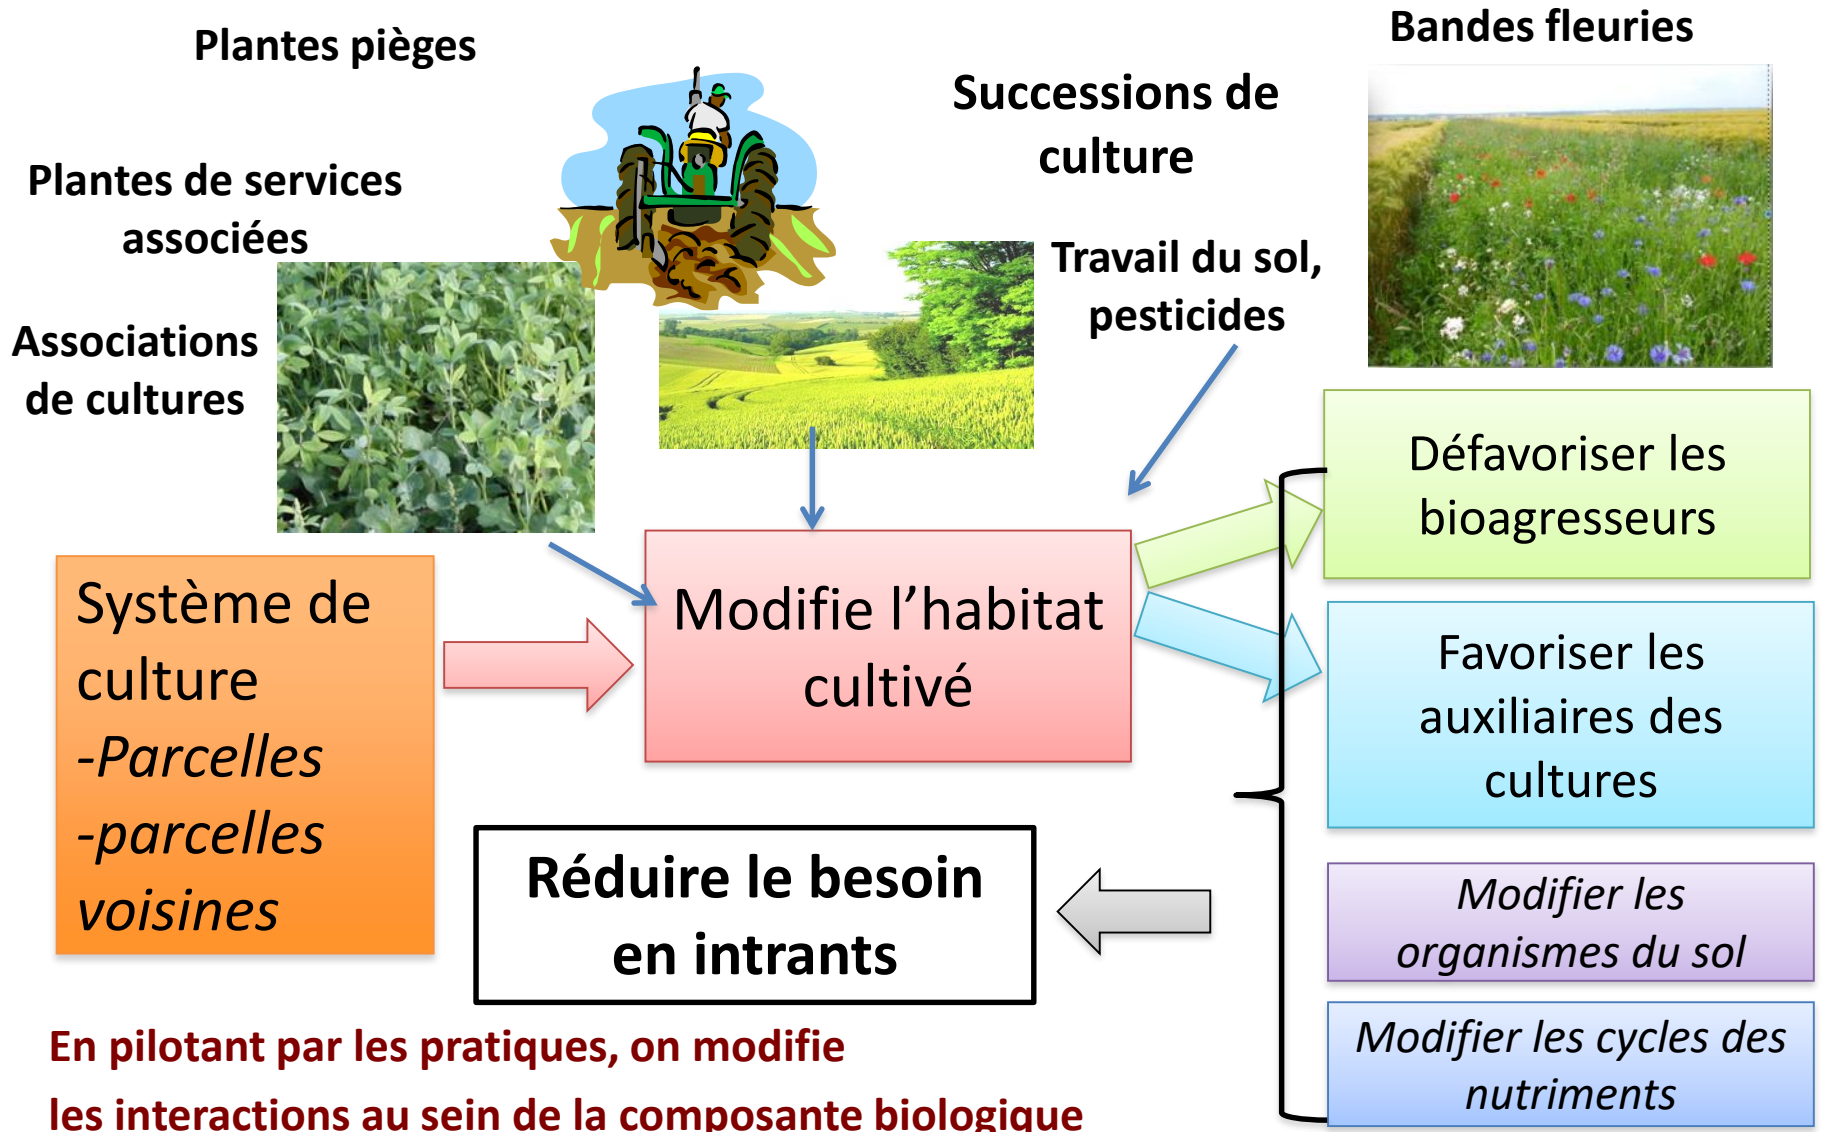 Plantes pièges
Bandes fleuries
Successions de
culture
Plantes de services
associées
Travail du sol,
pesticides
Associations
de cultures
Défavoriser les
bioagresseurs
Système de
culture
-Parcelles
-parcelles
voisines
Modifie l’habitat
cultivé
Favoriser les
auxiliaires des
cultures
Réduire le besoin
en intrants
Modifier les
organismes du sol
Modifier les cycles des
nutriments
En pilotant par les pratiques, on modifie
les interactions au sein de la composante biologique